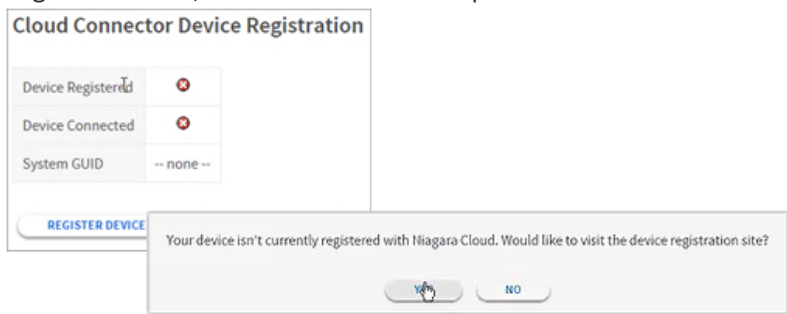 Cloud Connector Device Registration
Device Registered
Device Connected
System GUID -- none --
REGISTER DEVICE
Your device isn't currently registered with Niagara Cloud. Would like to visit the device registration site?
NO